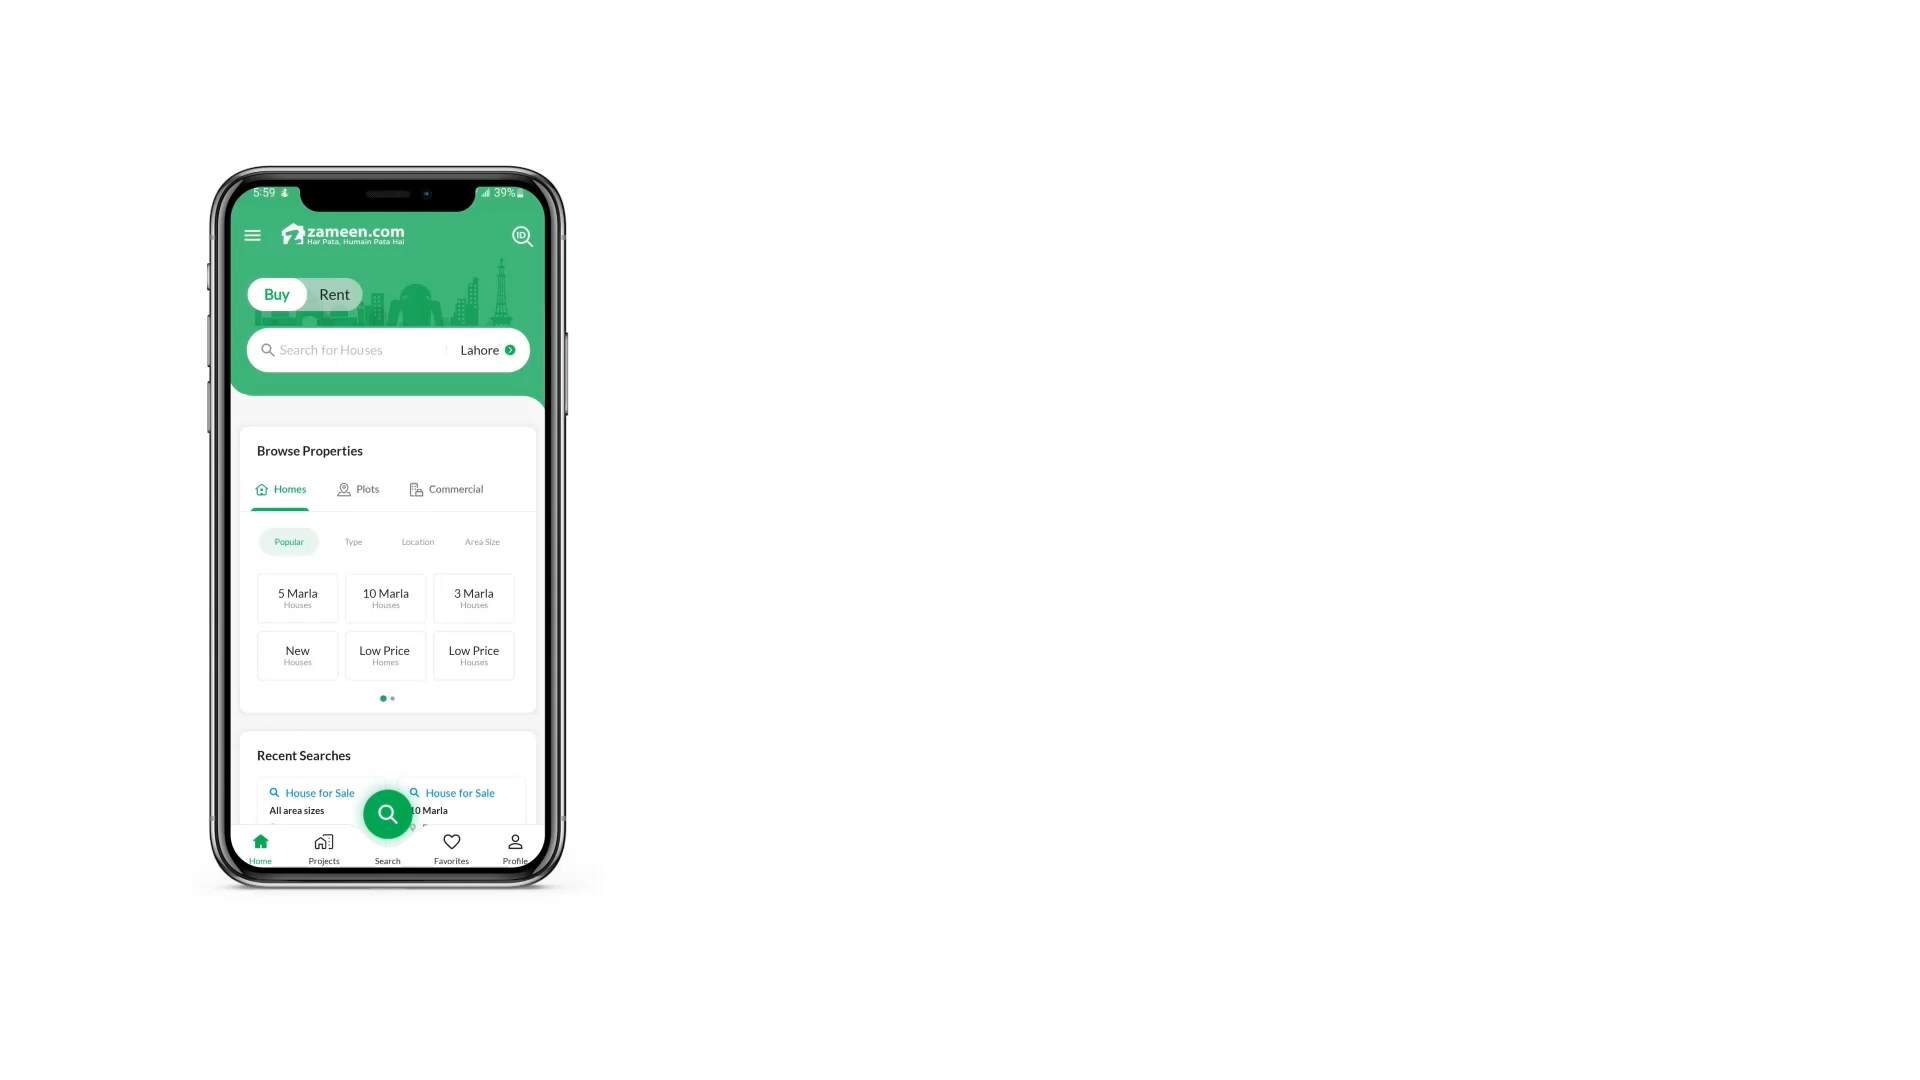 5:59 39%
zameen.com
Har Pata, Humain Pata Hai
ID
Buy Rent
Search for Houses Lahore
Browse Properties
Homes Plots Commercial
Popular Type Location Area Size
5 Marla 10 Marla 3 Marla
Houses Houses Houses
New Low Price Low Price
Houses Homes Houses
Recent Searches
House for Sale House for Sale
All area sizes 10 Marla
Home Projects Search Favorites Profile